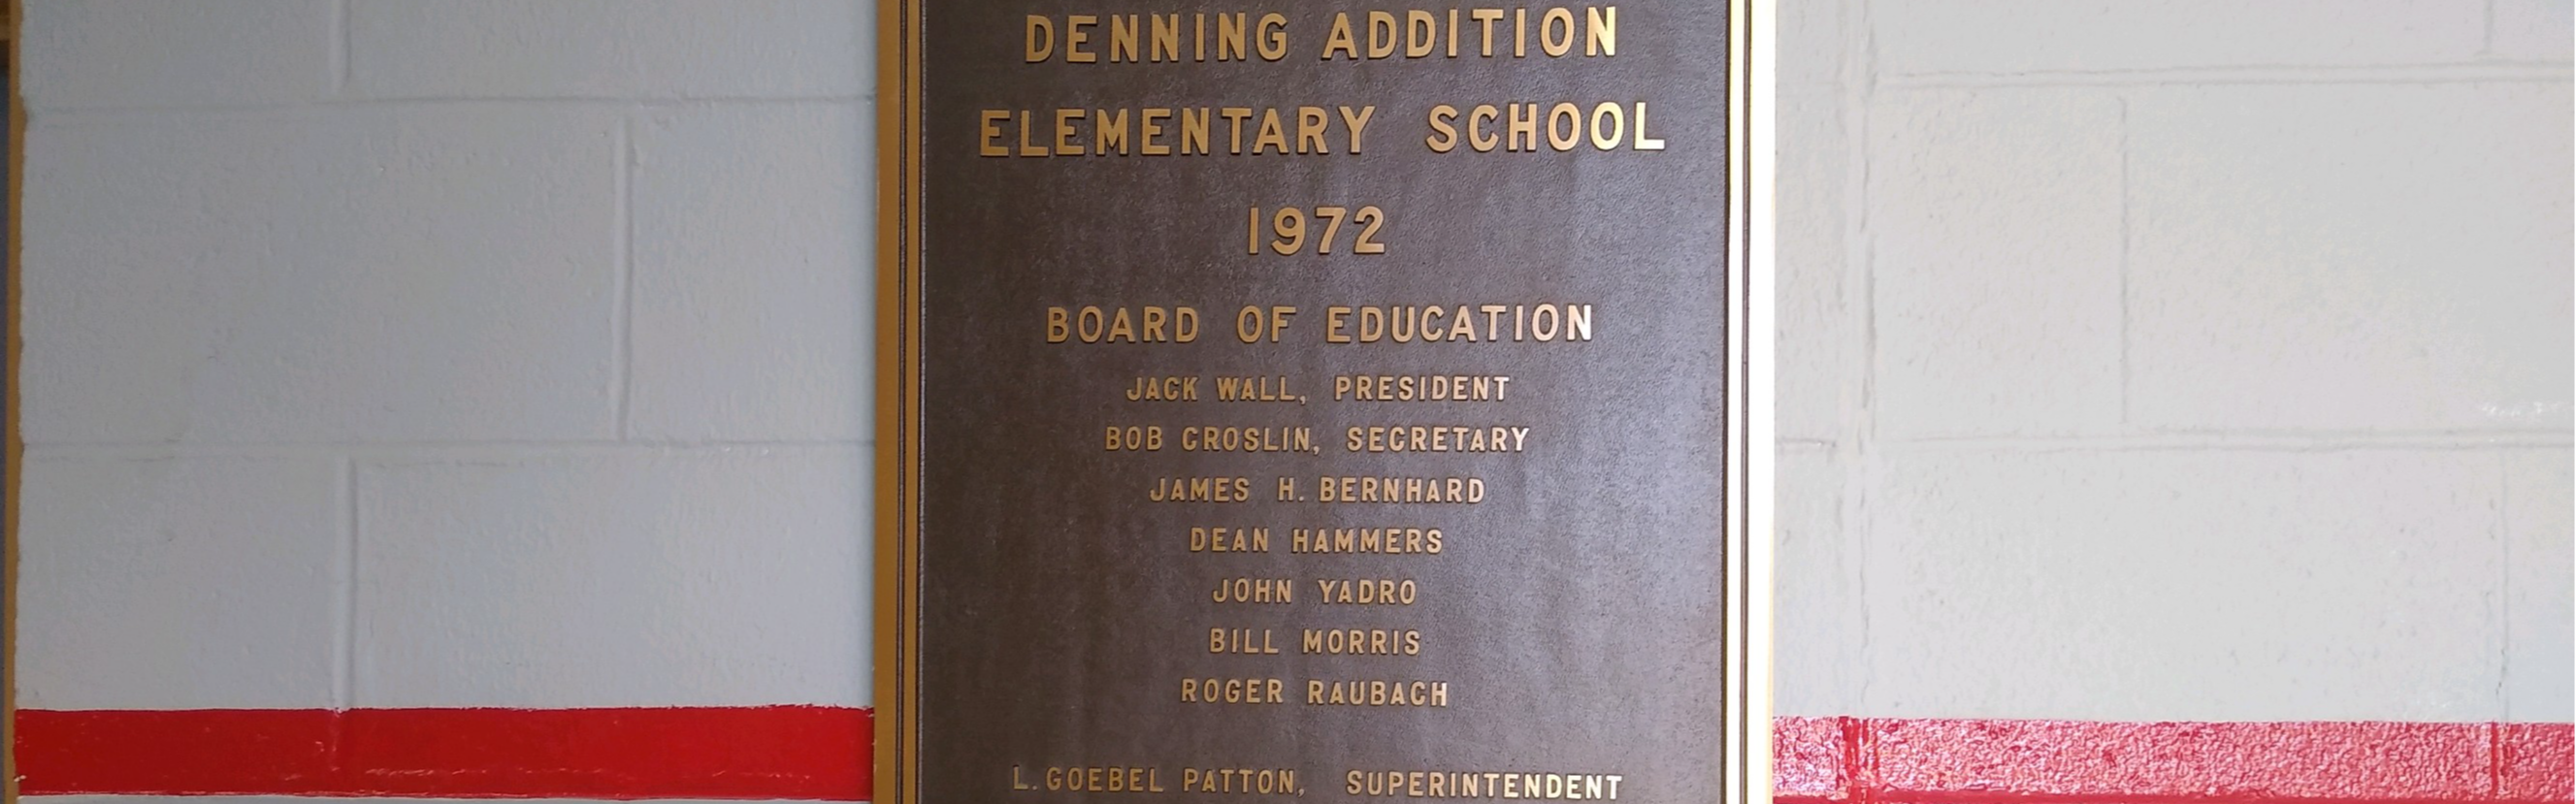 DENNING ADDITION
ELEMENTARY SCHOOL
1972
BOARD OF EDUCATION
JACK WALL, PRESIDENT
BOB CROSLIN, SECRETARY
JAMES H. BERNHARD
DEAN HAMMERS
JOHN YADRO
BILL MORRIS
ROGER RAUBACH
L. GOEBEL PATTON, SUPERINTENDENT